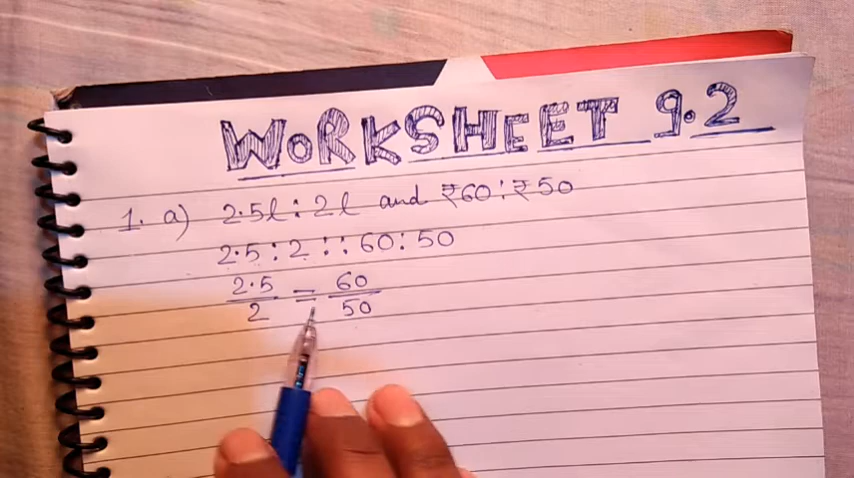 WORKSHEET 9.2
1. a) 2.5l : 2l and ₹60 : ₹50
2.5 : 2 :: 60 : 50
2.5/2 = 60/50